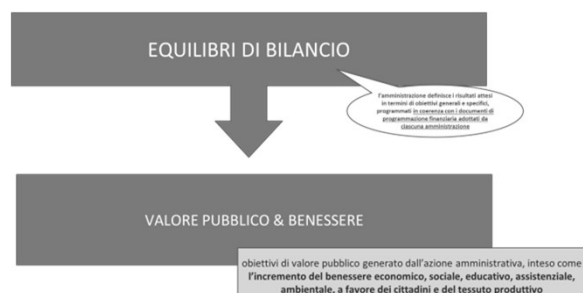 EQUILIBRI DI BILANCIO
l'amministrazione definisce i risultati attesi
in termini di obiettivi generali e specifici,
programmati in coerenza con i documenti di
programmazione finanziaria adottati da
ciascuna amministrazione
VALORE PUBBLICO & BENESSERE
obiettivi di valore pubblico generato dall'azione amministrativa, inteso come
l'incremento del benessere economico, sociale, educativo, assistenziale,
ambientale, a favore dei cittadini e del tessuto produttivo